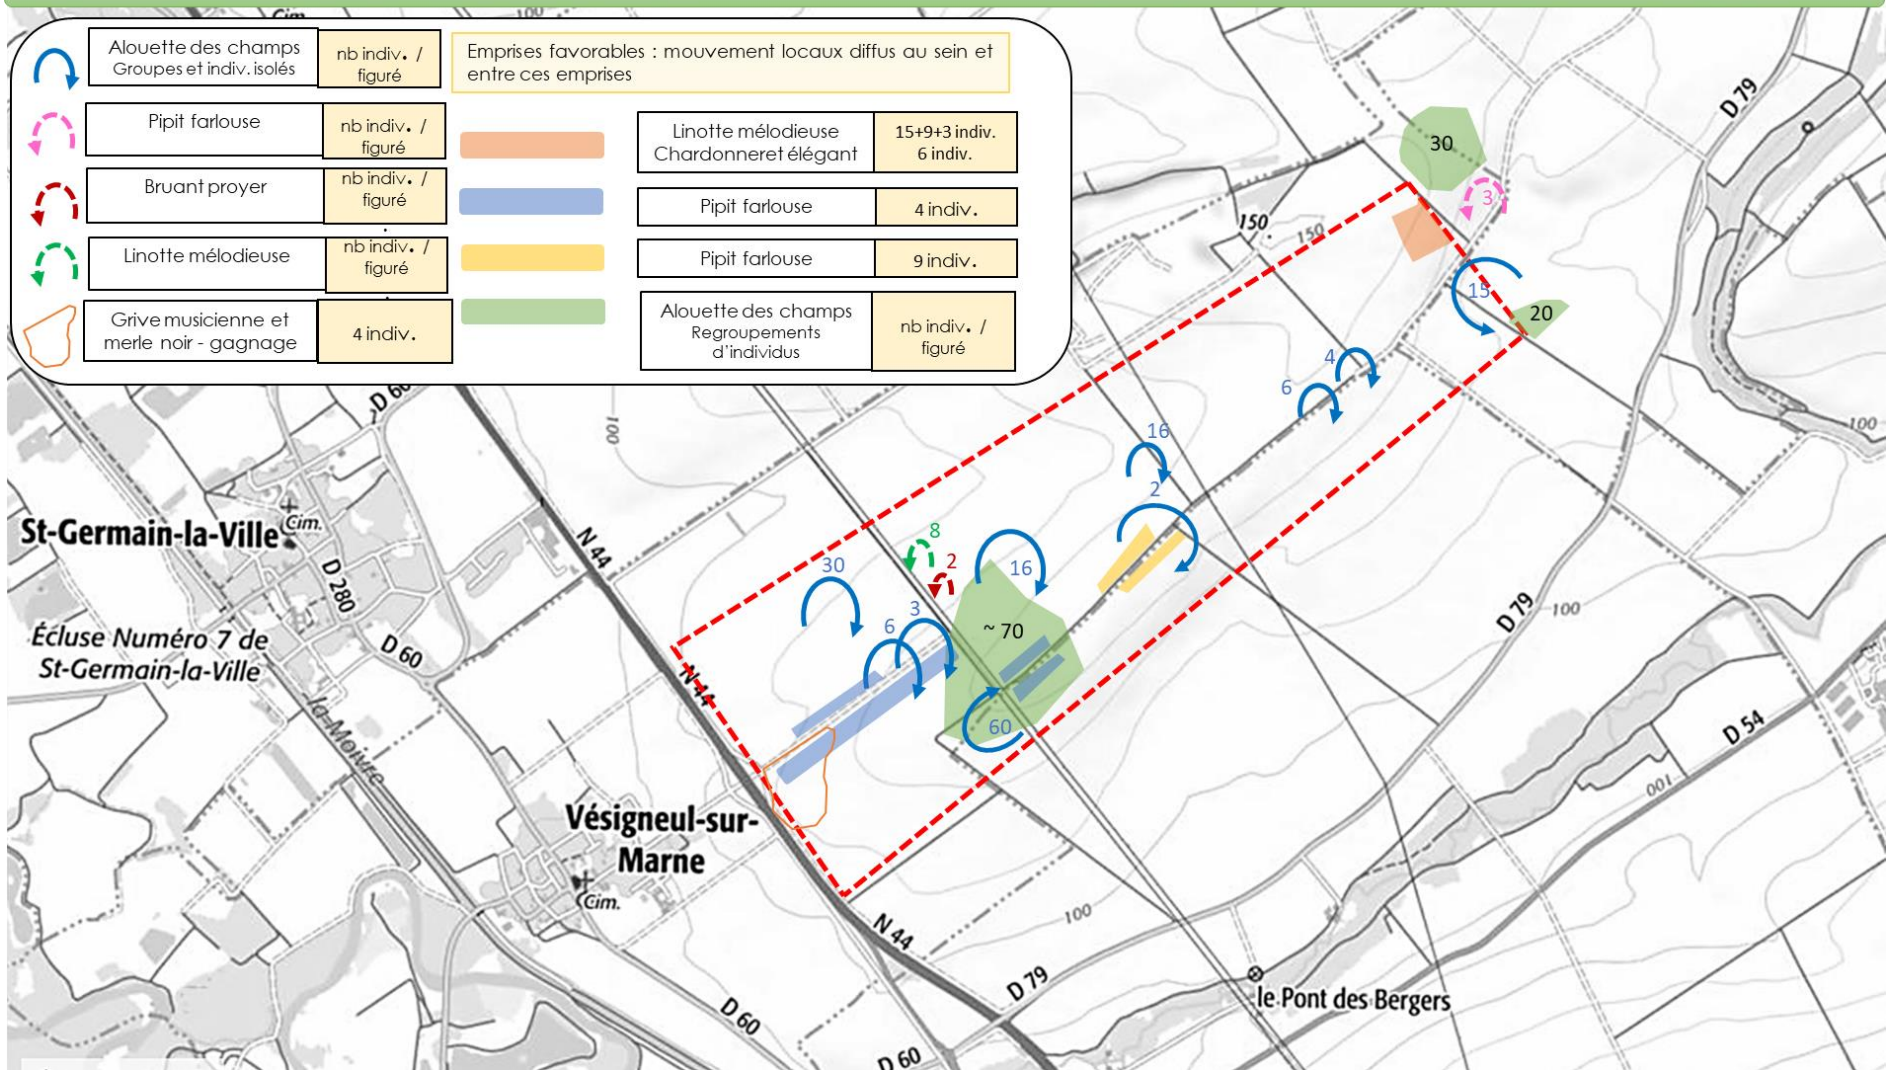 Cim.
100
Alouette des champs
Groupes et indiv. isolés
nb indiv. /
figuré
Emprises favorables : mouvement locaux diffus au sein et
entre ces emprises
Pipit farlouse
nb indiv. /
figuré
Linotte mélodieuse
Chardonneret élégant
15+9+3 indiv.
6 indiv.
Bruant proyer
nb indiv. /
figuré
Pipit farlouse
4 indiv.
Linotte mélodieuse
nb indiv. /
figuré
Pipit farlouse
9 indiv.
Grive musicienne et
merle noir - gagnage
4 indiv.
Alouette des champs
Regroupements
d'individus
nb indiv. /
figuré
D 79
30
3
150
150
15
20
4
6
D 60
100
100
16
2
St-Germain-la-Ville
Cim.
N 44
D 280
8
2
30
16
3
6
~ 70
D 79
100
Écluse Numéro 7 de
St-Germain-la-Ville
D 60
N 44
la Moivre
60
D 54
100
Vésigneul-sur-
Marne
Cim.
100
N 44
D 79
le Pont des Bergers
D 60
D 60